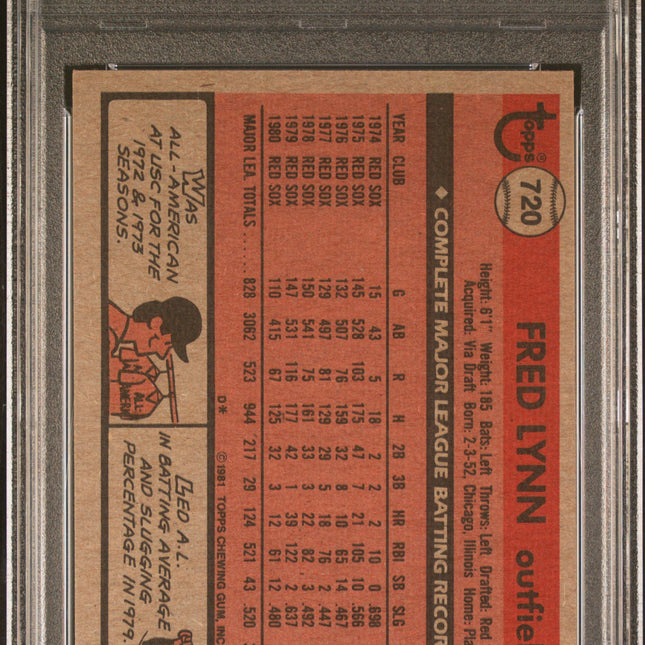 topps®
720
FRED LYNN outfie
Height: 6'1" Weight: 185 Bats: Left Throws: Left Drafted: Red
Acquired: Via Draft Born: 2-3-52, Chicago, Illinois Home: Pla
◆ COMPLETE MAJOR LEAGUE BATTING RECOR
YEAR CLUB G AB R H 2B 3B HR RBI SB SLG
1974 RED SOX 15 43 5 18 2 2 2 10 0 .698
1975 RED SOX 145 528 103 175 47 7 21 105 10 .566
1976 RED SOX 132 507 76 159 32 8 10 65 14 .467
1977 RED SOX 129 497 81 129 29 5 18 76 2 .447
1978 RED SOX 150 541 75 161 33 3 22 82 3 .492
1979 RED SOX 147 531 116 177 42 1 39 122 2 .637
1980 RED SOX 110 415 67 125 32 3 12 61 12 .480
MAJOR LEA. TOTALS ..... 828 3062 523 944 217 29 124 521 43 .520
D* ©1981 TOPPS CHEWING GUM, INC
WAS
ALL-AMERICAN
AT USC FOR THE
1972 & 1973
SEASONS.
ALL-
AMERIC
LED A.L.
IN BATTING AVERAGE
AND SLUGGING
PERCENTAGE IN 1979.